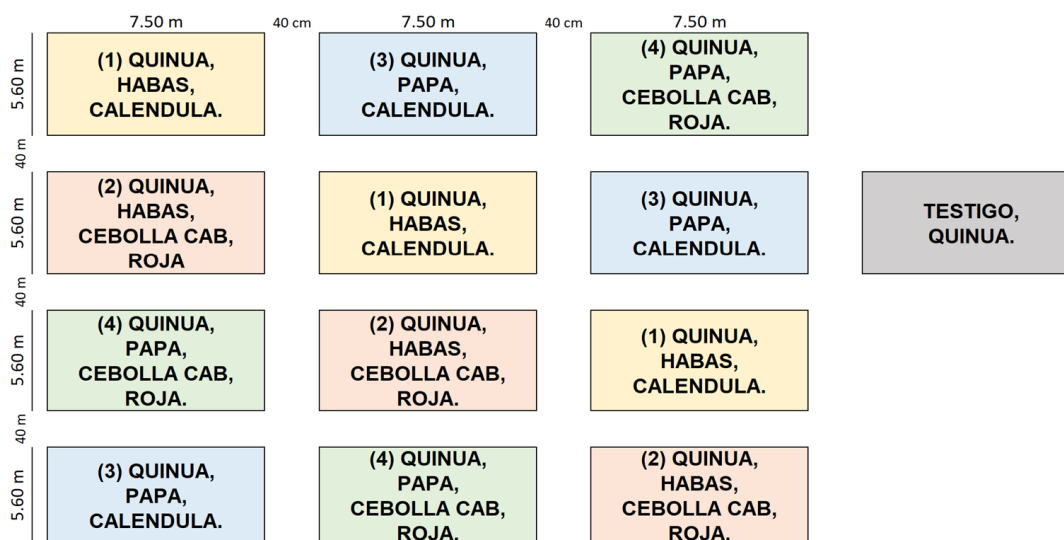 7.50 m
40 cm
7.50 m
40 cm
7.50 m
5.60 m
(1) QUINUA,
HABAS,
CALENDULA.
(3) QUINUA,
PAPA,
CALENDULA.
(4) QUINUA,
PAPA,
CEBOLLA CAB,
ROJA.
40 m
5.60 m
(2) QUINUA,
HABAS,
CEBOLLA CAB,
ROJA
(1) QUINUA,
HABAS,
CALENDULA.
(3) QUINUA,
PAPA,
CALENDULA.
TESTIGO,
QUINUA.
40 m
5.60 m
(4) QUINUA,
PAPA,
CEBOLLA CAB,
ROJA.
(2) QUINUA,
HABAS,
CEBOLLA CAB,
ROJA.
(1) QUINUA,
HABAS,
CALENDULA.
40 m
5.60 m
(3) QUINUA,
PAPA,
CALENDULA.
(4) QUINUA,
PAPA,
CEBOLLA CAB,
ROJA.
(2) QUINUA,
HABAS,
CEBOLLA CAB,
ROJA.